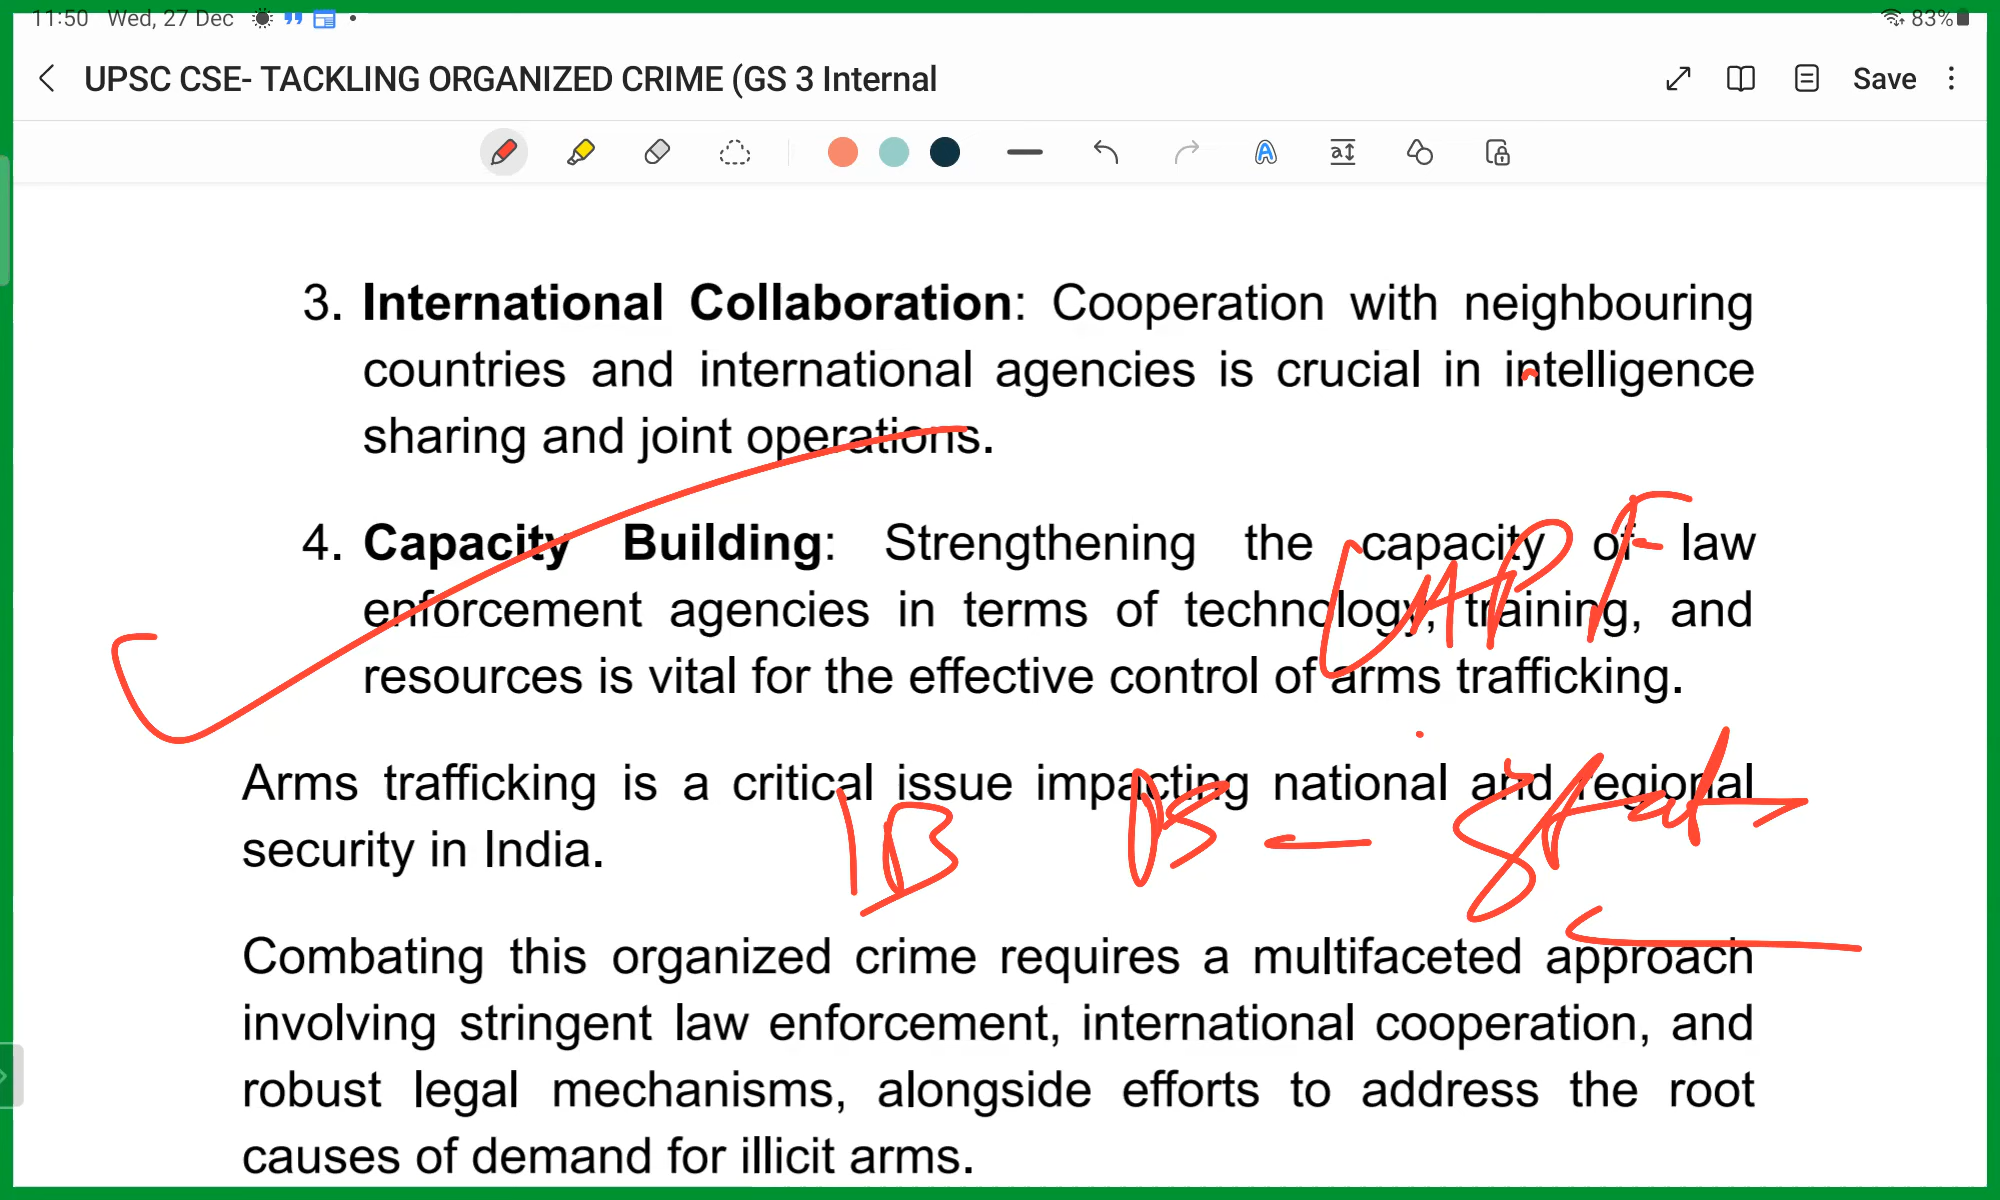 11:50 Wed, 27 Dec 83%
UPSC CSE- TACKLING ORGANIZED CRIME (GS 3 Internal
Save
3. International Collaboration: Cooperation with neighbouring
countries and international agencies is crucial in intelligence
sharing and joint operations.
4. Capacity Building: Strengthening the capacity of law
enforcement agencies in terms of technology, training, and
resources is vital for the effective control of arms trafficking.
CAPF
Arms trafficking is a critical issue impacting national and regional
security in India.
IB
Combating this organized crime requires a multifaceted approach
involving stringent law enforcement, international cooperation, and
robust legal mechanisms, alongside efforts to address the root
causes of demand for illicit arms.